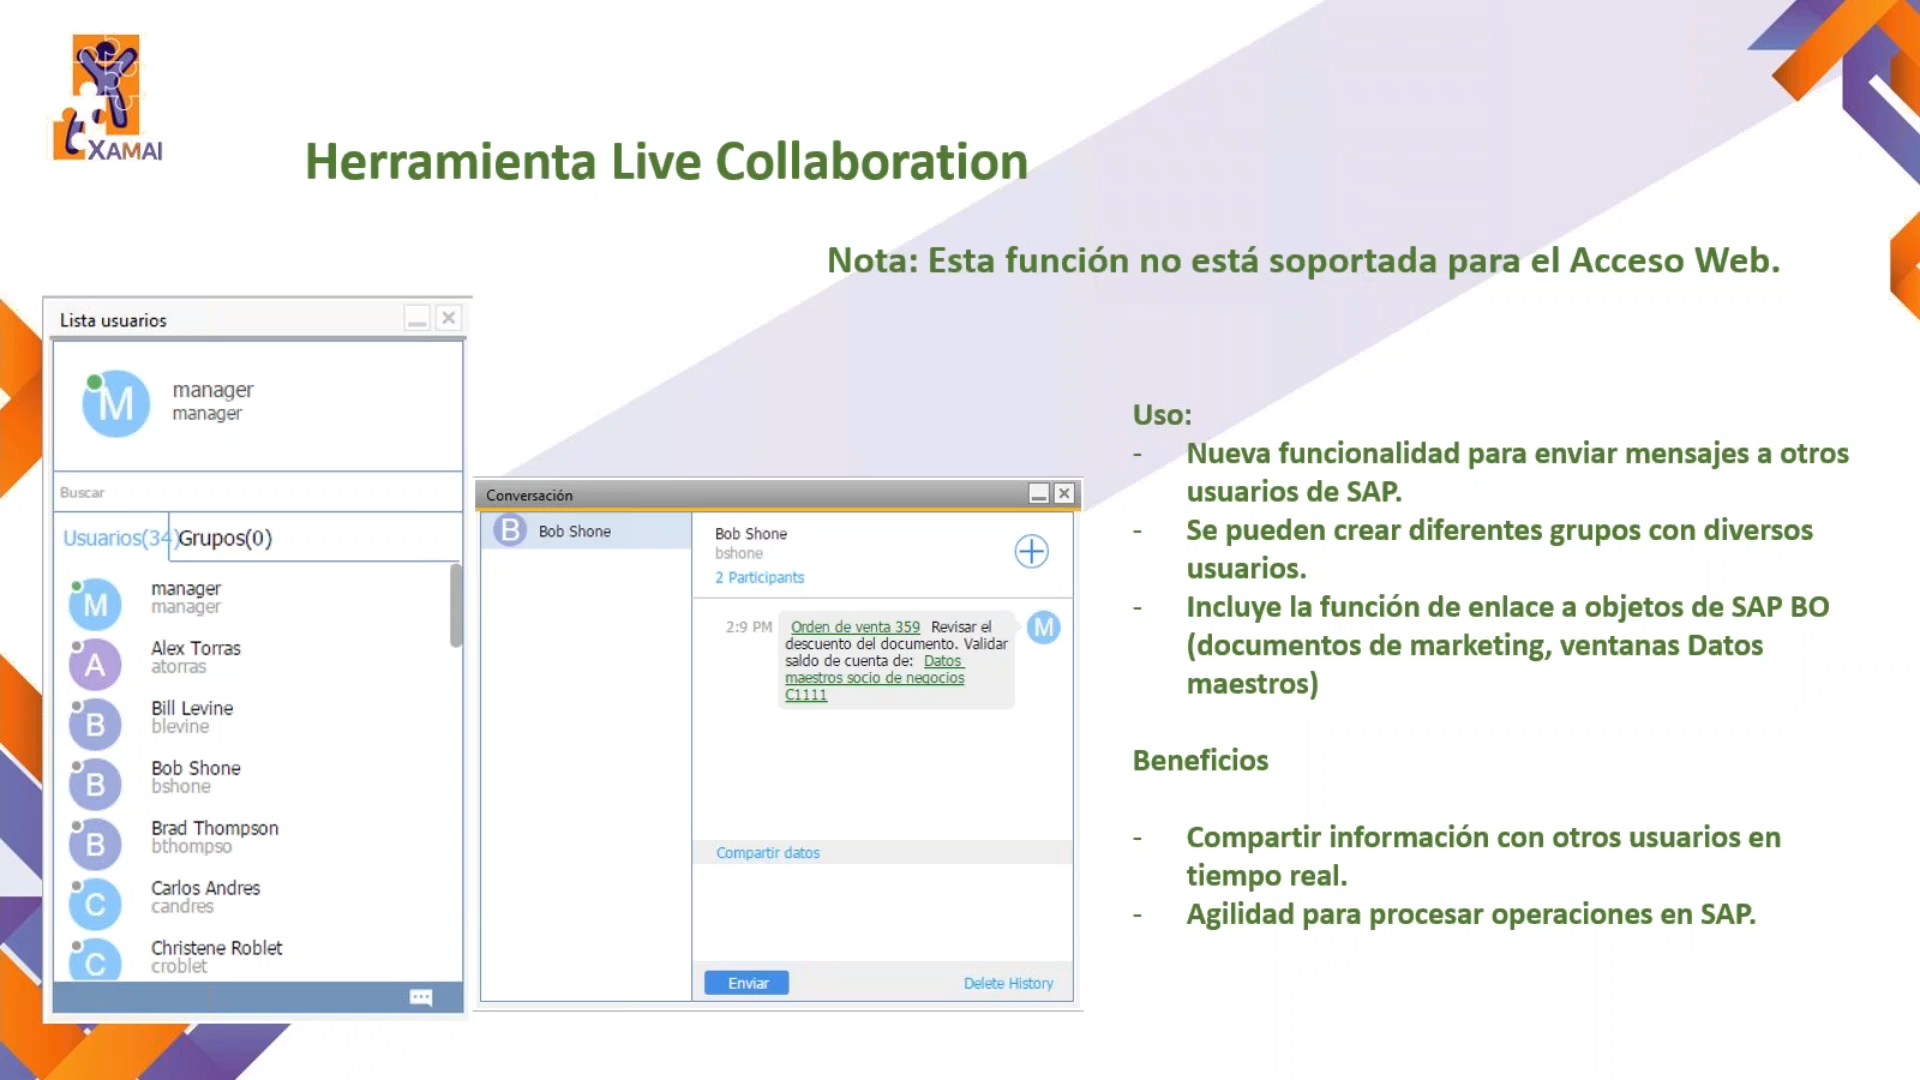 XAMAI
Herramienta Live Collaboration
Nota: Esta función no está soportada para el Acceso Web.
Lista usuarios
M
manager
manager
Buscar
Usuarios(34)
Grupos(0)
M
manager
manager
A
Alex Torras
atorras
B
Bill Levine
blevine
B
Bob Shone
bshone
B
Brad Thompson
bthompso
C
Carlos Andres
candres
C
Christene Roblet
croblet
Conversación
B
Bob Shone
Bob Shone
bshone
2 Participants
2:9 PM
Orden de venta 359 Revisar el
descuento del documento. Validar
saldo de cuenta de: Datos
maestros socio de negocios
C1111
M
Compartir datos
Enviar
Delete History
Uso:
- Nueva funcionalidad para enviar mensajes a otros
usuarios de SAP.
- Se pueden crear diferentes grupos con diversos
usuarios.
- Incluye la función de enlace a objetos de SAP BO
(documentos de marketing, ventanas Datos
maestros)
Beneficios
- Compartir información con otros usuarios en
tiempo real.
- Agilidad para procesar operaciones en SAP.